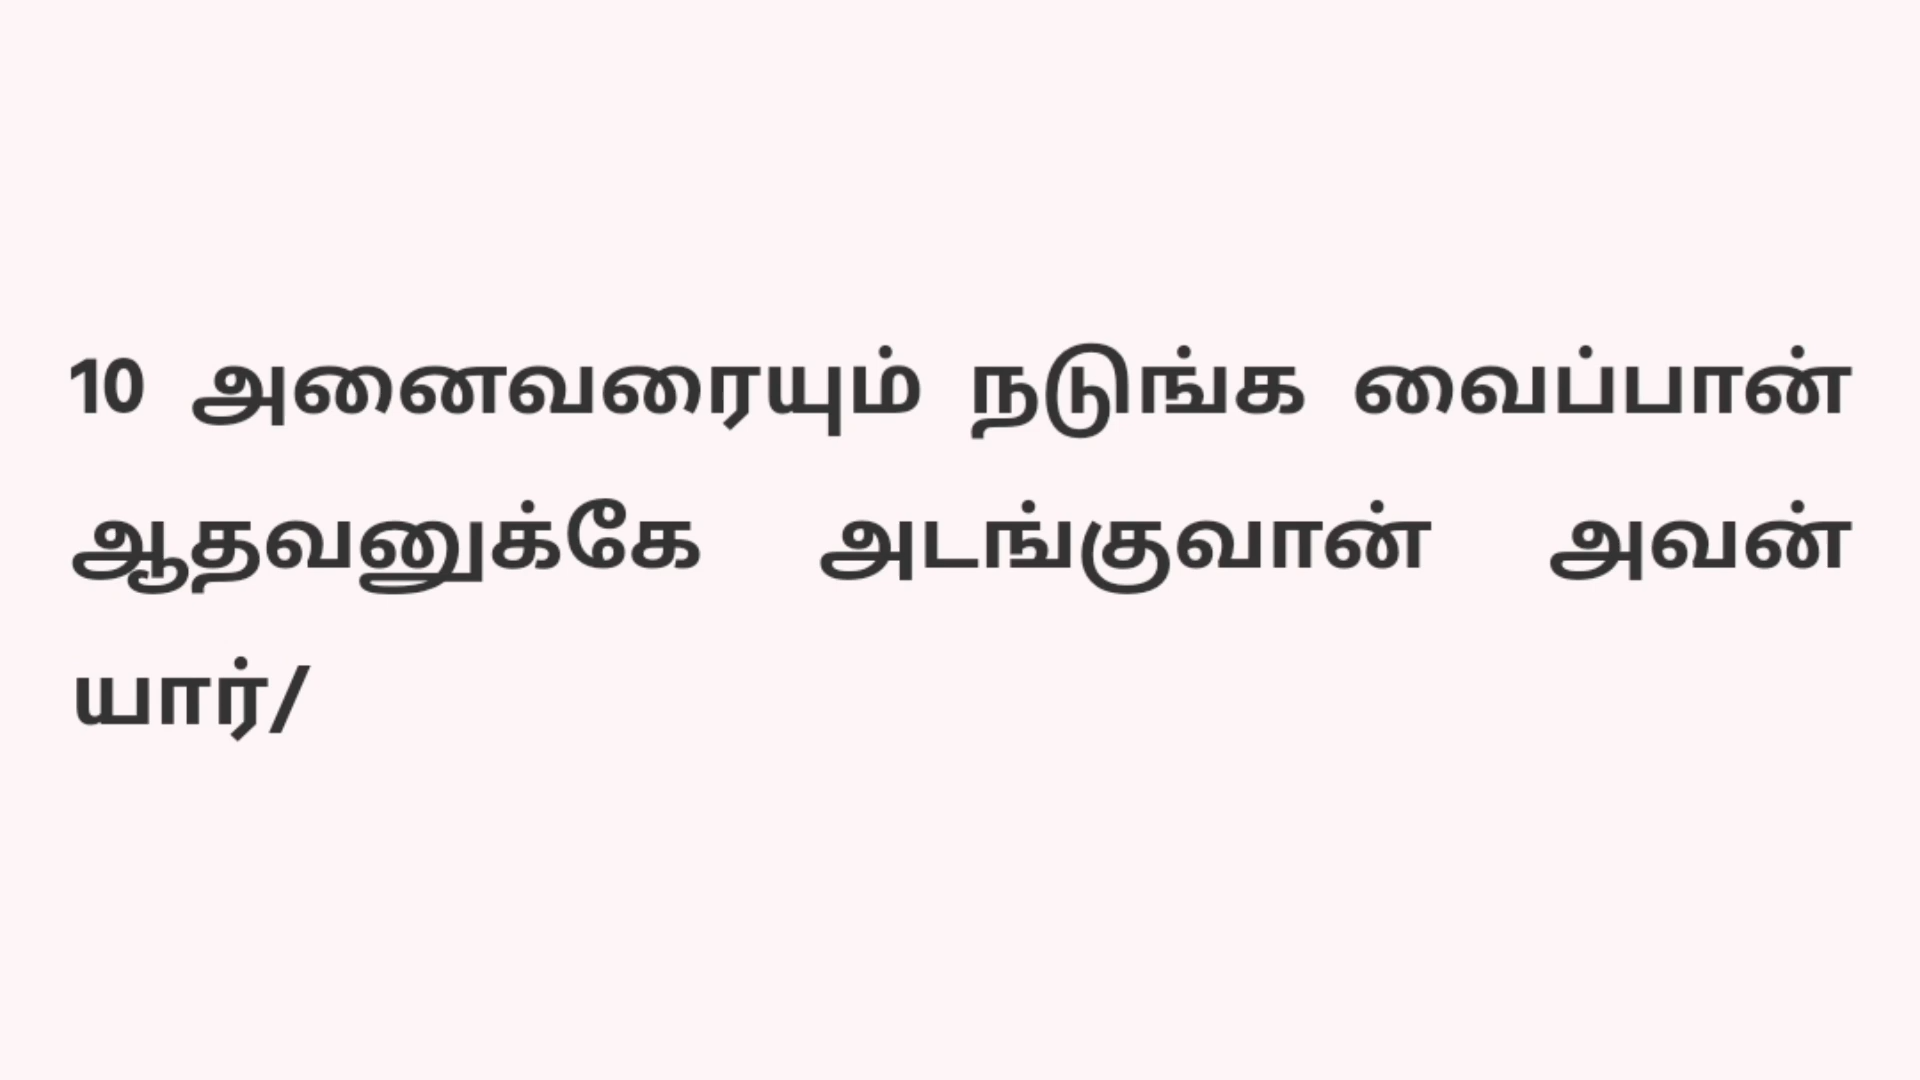 10 அனைவரையும் நடுங்க வைப்பான்
ஆதவனுக்கே அடங்குவான் அவன்
யார்/